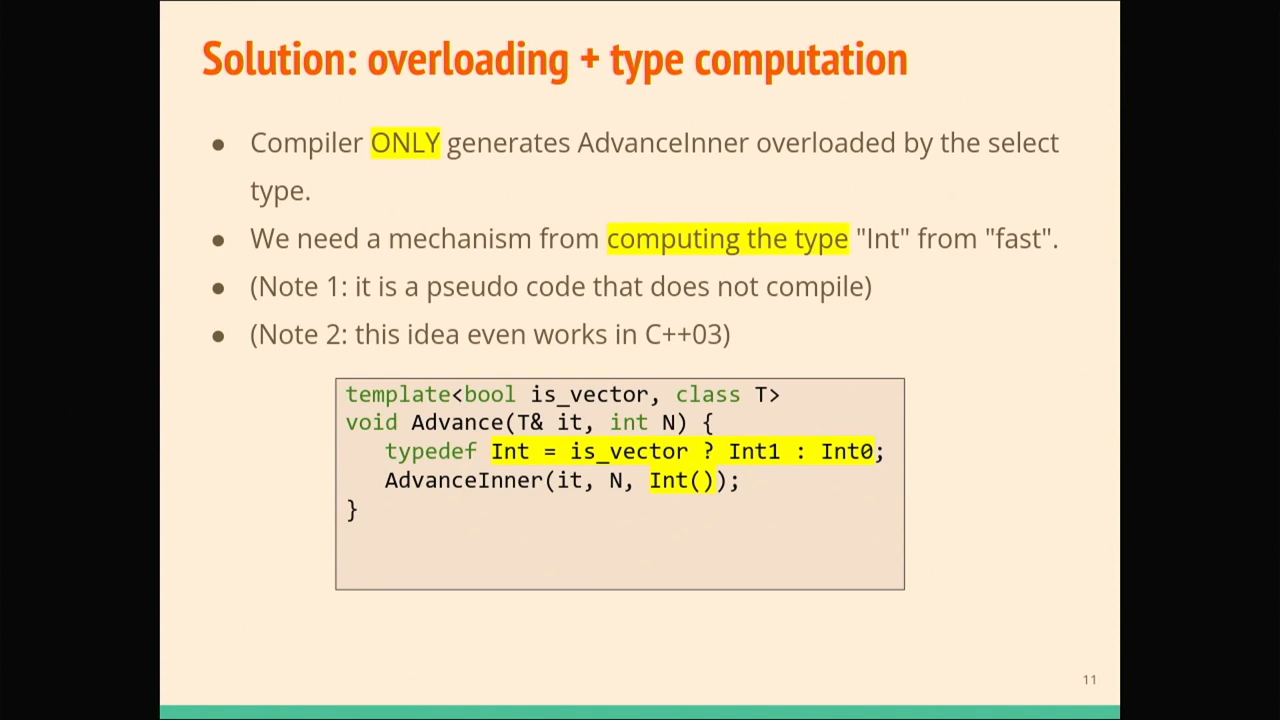 Solution: overloading + type computation
● Compiler ONLY generates AdvanceInner overloaded by the select
type.
● We need a mechanism from computing the type "Int" from "fast".
● (Note 1: it is a pseudo code that does not compile)
● (Note 2: this idea even works in C++03)
template<bool is_vector, class T>
void Advance(T& it, int N) {
   typedef Int = is_vector ? Int1 : Int0;
   AdvanceInner(it, N, Int());
}
11